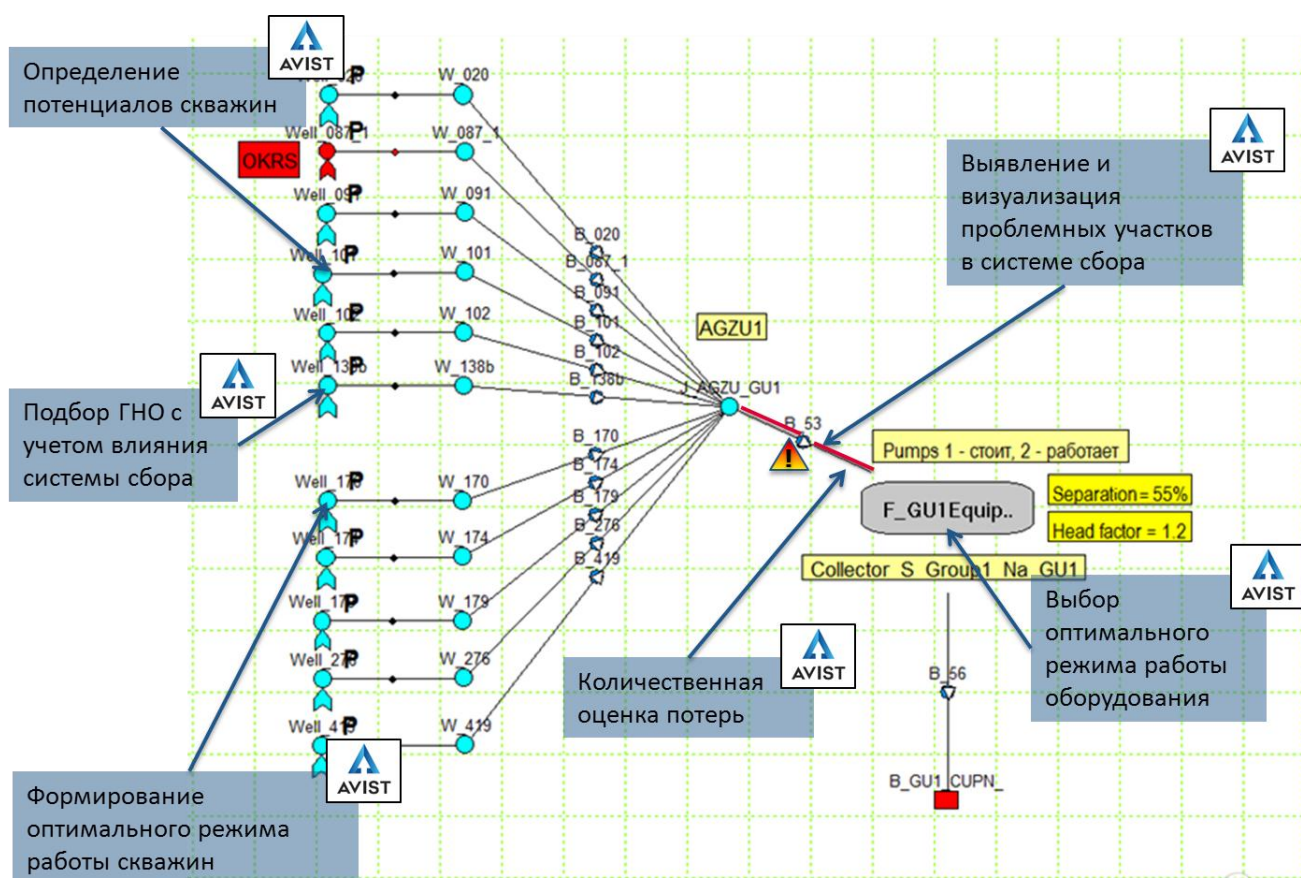 AVIST
Определение
потенциалов скважин
P
W_020
Well_087_1
P
W_087_1
OKRS
AVIST
Выявление и
визуализация
проблемных участков
в системе сбора
Well_091
P
W_091
W_101
Well_102
P
W_102
P
W_138b
B_020
B_087_1
B_091
B_101
B_102
B_138b
AGZU1
J_AGZU_GU1
AVIST
Подбор ГНО с
учетом влияния
системы сбора
B_53
Pumps 1 - стоит, 2 - работает
F_GU1Equip..
Separation = 55%
Head factor = 1.2
Collector_S_Group1_Na_GU1
P
W_170
P
W_174
P
W_179
P
W_276
P
W_419
B_170
B_174
B_179
B_276
B_419
AVIST
Выбор
оптимального
режима работы
оборудования
AVIST
Количественная
оценка потерь
B_56
B_GU1_CUPN_
AVIST
Формирование
оптимального режима
работы скважин